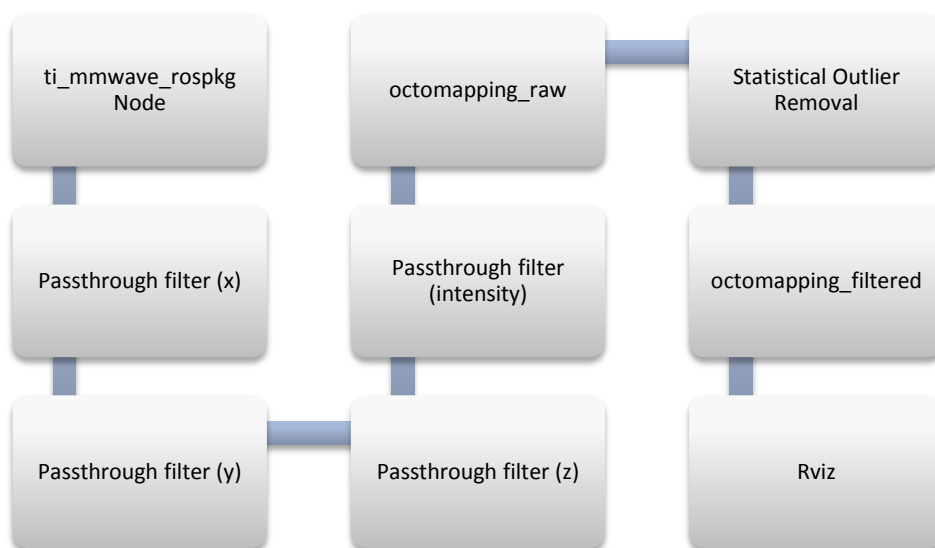 ti_mmwave_rospkg
Node
Passthrough filter (x)
Passthrough filter (y)
Passthrough filter (z)
Passthrough filter
(intensity)
octomapping_raw
Statistical Outlier
Removal
octomapping_filtered
Rviz